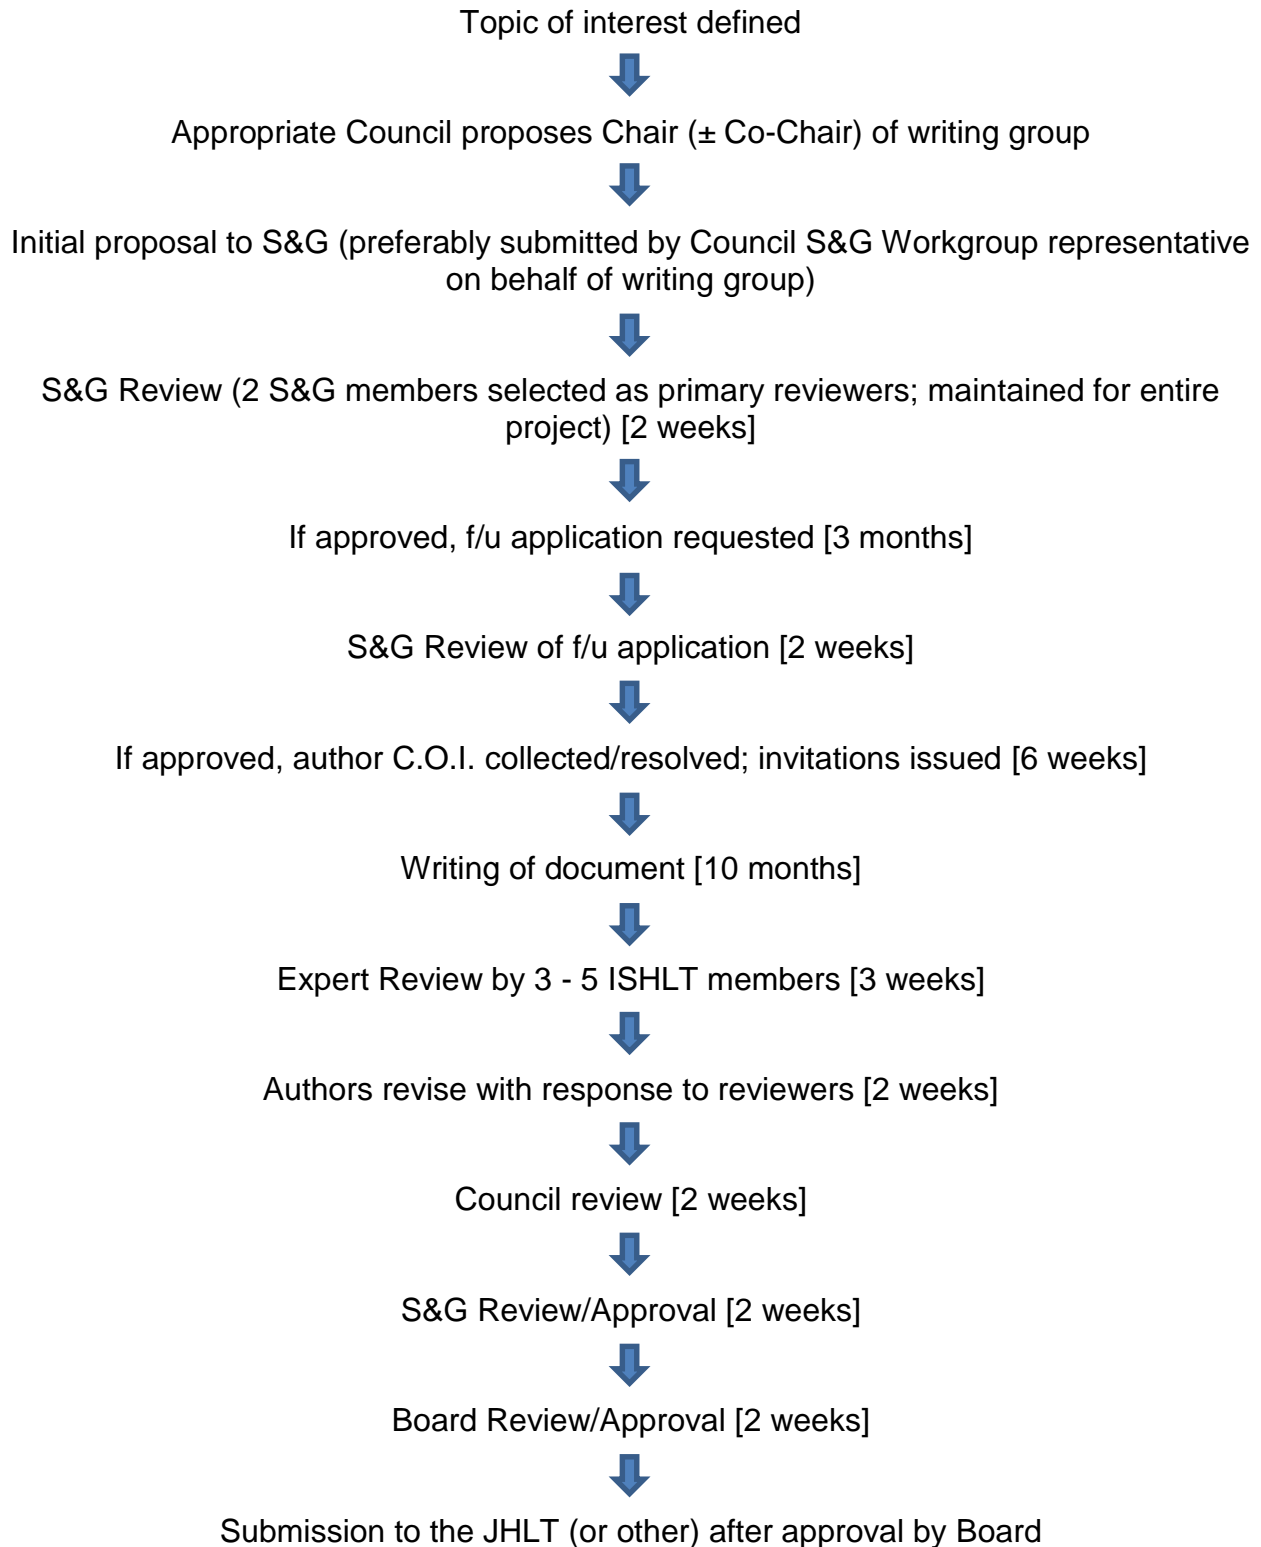 Topic of interest defined
Appropriate Council proposes Chair (± Co-Chair) of writing group
Initial proposal to S&G (preferably submitted by Council S&G Workgroup representative
on behalf of writing group)
S&G Review (2 S&G members selected as primary reviewers; maintained for entire
project) [2 weeks]
If approved, f/u application requested [3 months]
S&G Review of f/u application [2 weeks]
If approved, author C.O.I. collected/resolved; invitations issued [6 weeks]
Writing of document [10 months]
Expert Review by 3 - 5 ISHLT members [3 weeks]
Authors revise with response to reviewers [2 weeks]
Council review [2 weeks]
S&G Review/Approval [2 weeks]
Board Review/Approval [2 weeks]
Submission to the JHLT (or other) after approval by Board